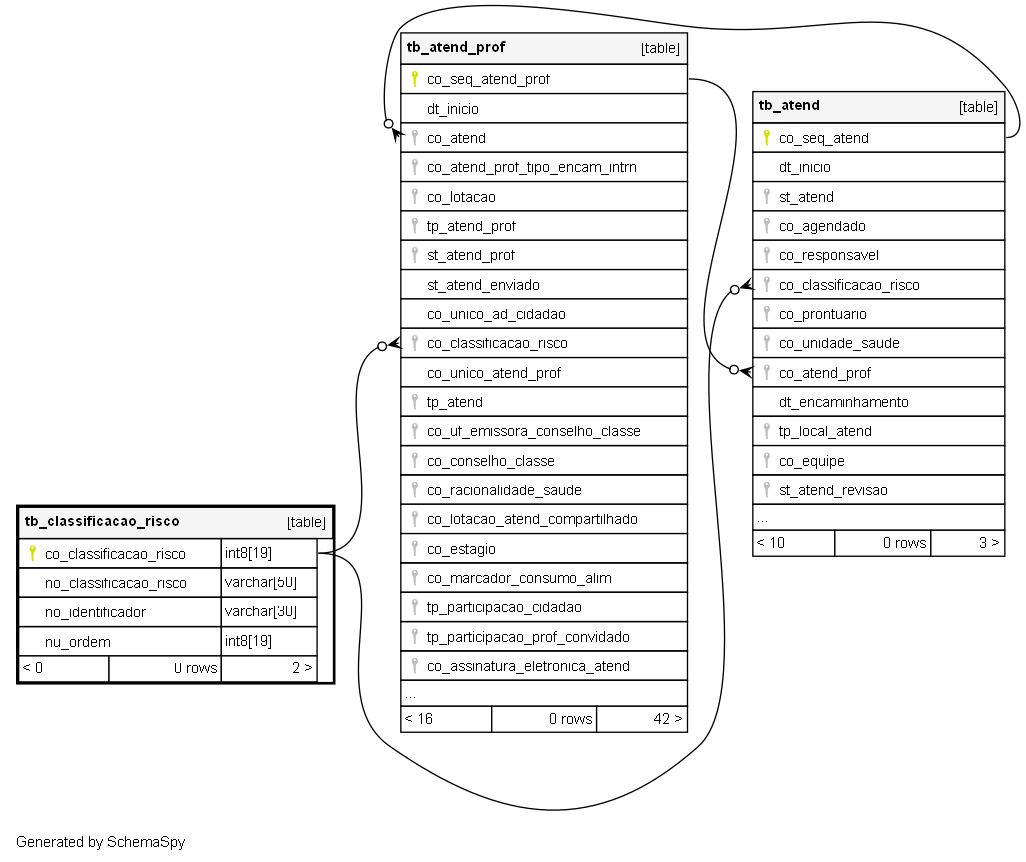 tb_atend_prof [table]
co_seq_atend_prof
dt_inicio
co_atend
co_atend_prof_tipo_encam_intrn
co_lotacao
tp_atend_prof
st_atend_prof
st_atend_enviado
co_unico_ad_cidadao
co_classificacao_risco
co_unico_atend_prof
tp_atend
co_uf_emissora_conselho_classe
co_conselho_classe
co_racionalidade_saude
co_lotacao_atend_compartilhado
co_estagio
co_marcador_consumo_alim
tp_participacao_cidadao
tp_participacao_prof_convidado
co_assinatura_eletronica_atend
...
< 16 0 rows 42 >
tb_atend [table]
co_seq_atend
dt_inicio
st_atend
co_agendado
co_responsavel
co_classificacao_risco
co_prontuario
co_unidade_saude
co_atend_prof
dt_encaminhamento
tp_local_atend
co_equipe
st_atend_revisao
...
< 10 0 rows 3 >
tb_classificacao_risco [table]
co_classificacao_risco int8[19]
no_classificacao_risco varchar[50]
no_identificador varchar[30]
nu_ordem int8[19]
< 0 0 rows 2 >
Generated by SchemaSpy